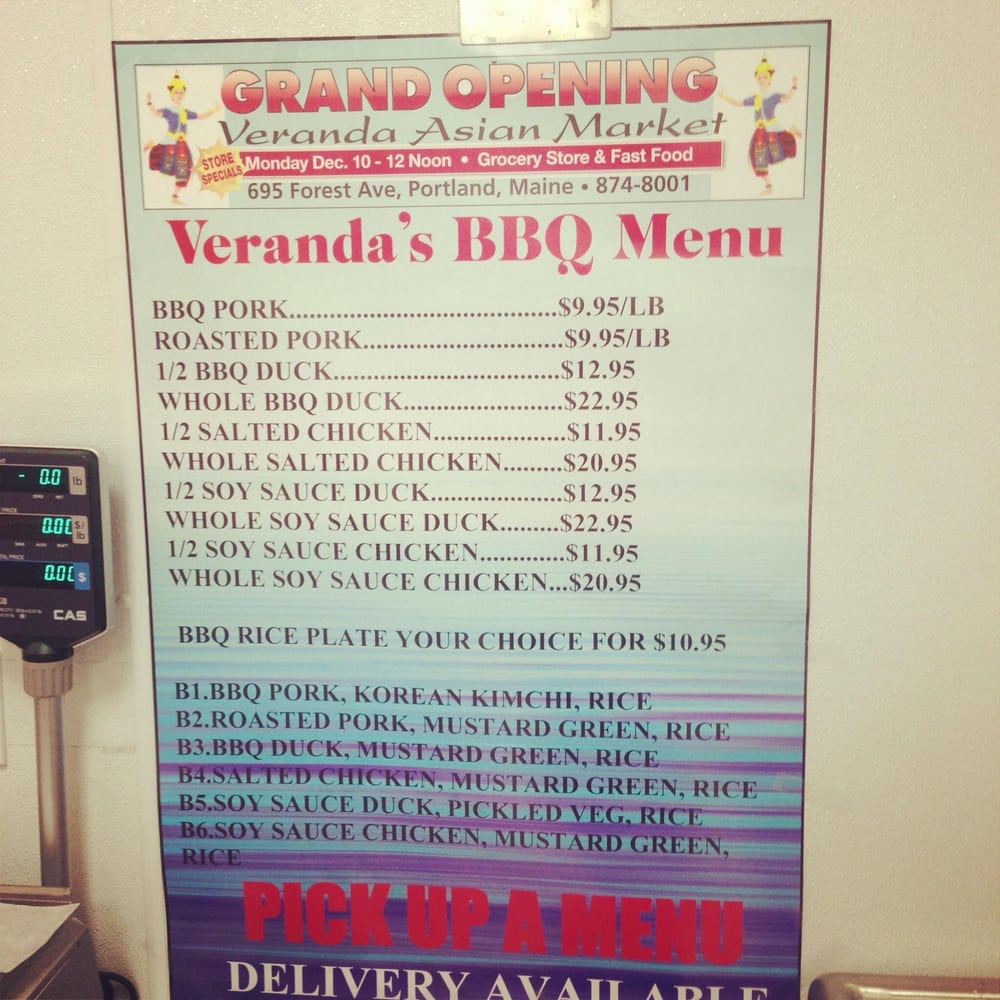 GRAND OPENING
Veranda Asian Market
STORE
SPECIALS
Monday Dec. 10 - 12 Noon • Grocery Store & Fast Food
695 Forest Ave, Portland, Maine • 874-8001
Veranda's BBQ Menu
BBQ PORK........................................$9.95/LB
ROASTED PORK..............................$9.95/LB
1/2 BBQ DUCK..................................$12.95
WHOLE BBQ DUCK........................$22.95
1/2 SALTED CHICKEN....................$11.95
WHOLE SALTED CHICKEN.........$20.95
1/2 SOY SAUCE DUCK....................$12.95
WHOLE SOY SAUCE DUCK.........$22.95
1/2 SOY SAUCE CHICKEN.............$11.95
WHOLE SOY SAUCE CHICKEN...$20.95
BBQ RICE PLATE YOUR CHOICE FOR $10.95
B1.BBQ PORK, KOREAN KIMCHI, RICE
B2.ROASTED PORK, MUSTARD GREEN, RICE
B3.BBQ DUCK, MUSTARD GREEN, RICE
B4.SALTED CHICKEN, MUSTARD GREEN, RICE
B5.SOY SAUCE DUCK, PICKLED VEG, RICE
B6.SOY SAUCE CHICKEN, MUSTARD GREEN,
RICE
PICK UP A MENU
DELIVERY AVAILABLE
- 0.0 lb
ZERO NET
PRICE
0.00 $/lb
0.00 $
CAS